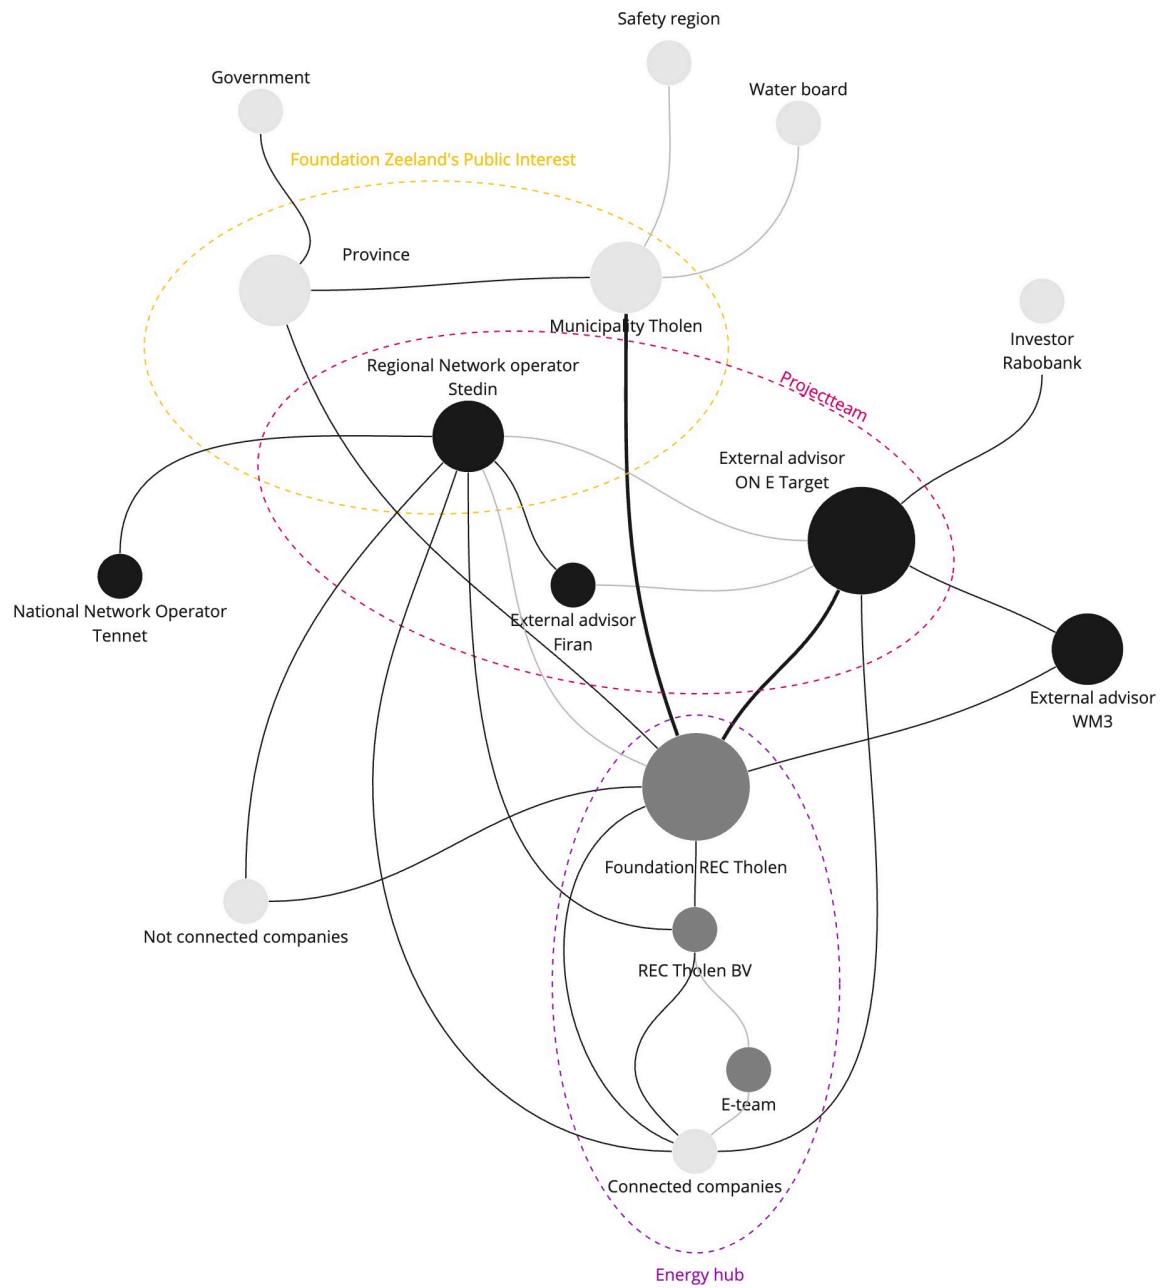 Safety region
Government
Water board
Foundation Zeeland's Public Interest
Province
Municipality Tholen
Investor
Rabobank
Regional Network operator
Stedin
Projectteam
External advisor
ON E Target
National Network Operator
Tennet
External advisor
Firan
External advisor
WM3
Foundation REC Tholen
Not connected companies
REC Tholen BV
E-team
Connected companies
Energy hub